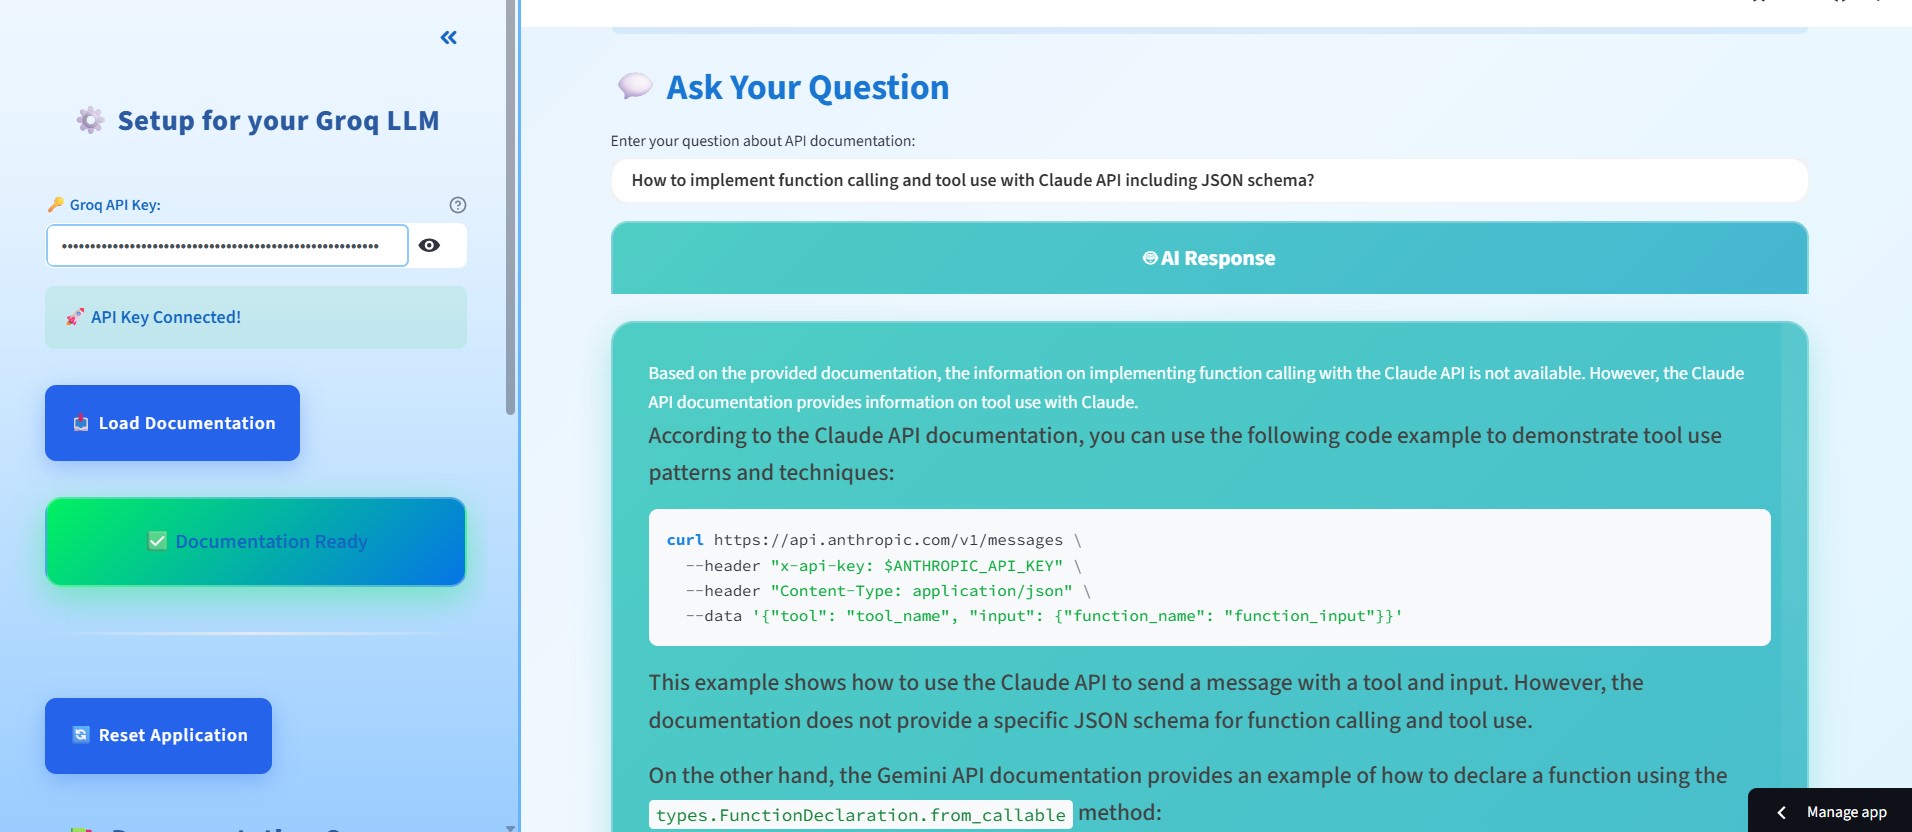 Setup for your Groq LLM
Groq API Key:
••••••••••••••••••••••••••••••••••••••••••••••••••••••••
API Key Connected!
Load Documentation
Documentation Ready
Reset Application
Ask Your Question
Enter your question about API documentation:
How to implement function calling and tool use with Claude API including JSON schema?
AI Response
Based on the provided documentation, the information on implementing function calling with the Claude API is not available. However, the Claude
API documentation provides information on tool use with Claude.
According to the Claude API documentation, you can use the following code example to demonstrate tool use
patterns and techniques:
curl https://api.anthropic.com/v1/messages \
--header "x-api-key: $ANTHROPIC_API_KEY" \
--header "Content-Type: application/json" \
--data '{"tool": "tool_name", "input": {"function_name": "function_input"}}'
This example shows how to use the Claude API to send a message with a tool and input. However, the
documentation does not provide a specific JSON schema for function calling and tool use.
On the other hand, the Gemini API documentation provides an example of how to declare a function using the
types.FunctionDeclaration.from_callable method:
Manage app